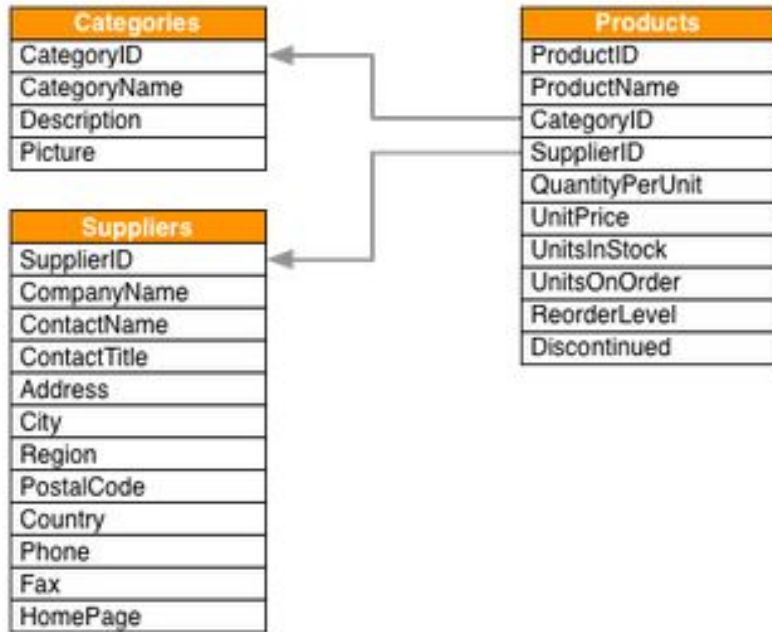 Categories
CategoryID
CategoryName
Description
Picture
Suppliers
SupplierID
CompanyName
ContactName
ContactTitle
Address
City
Region
PostalCode
Country
Phone
Fax
HomePage
Products
ProductID
ProductName
CategoryID
SupplierID
QuantityPerUnit
UnitPrice
UnitsInStock
UnitsOnOrder
ReorderLevel
Discontinued